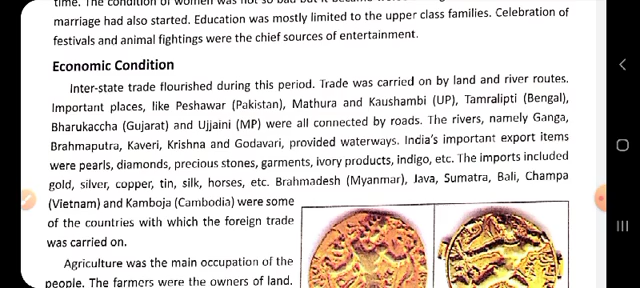 marriage had also started. Education was mostly limited to the upper class families. Celebration of
festivals and animal fightings were the chief sources of entertainment.
Economic Condition
Inter-state trade flourished during this period. Trade was carried on by land and river routes.
Important places, like Peshawar (Pakistan), Mathura and Kaushambi (UP), Tamralipti (Bengal),
Bharukaccha (Gujarat) and Ujjaini (MP) were all connected by roads. The rivers, namely Ganga,
Brahmaputra, Kaveri, Krishna and Godavari, provided waterways. India's important export items
were pearls, diamonds, precious stones, garments, ivory products, indigo, etc. The imports included
gold, silver, copper, tin, silk, horses, etc. Brahmadesh (Myanmar), Java, Sumatra, Bali, Champa
(Vietnam) and Kamboja (Cambodia) were some
of the countries with which the foreign trade
was carried on.
Agriculture was the main occupation of the
people. The farmers were the owners of land.